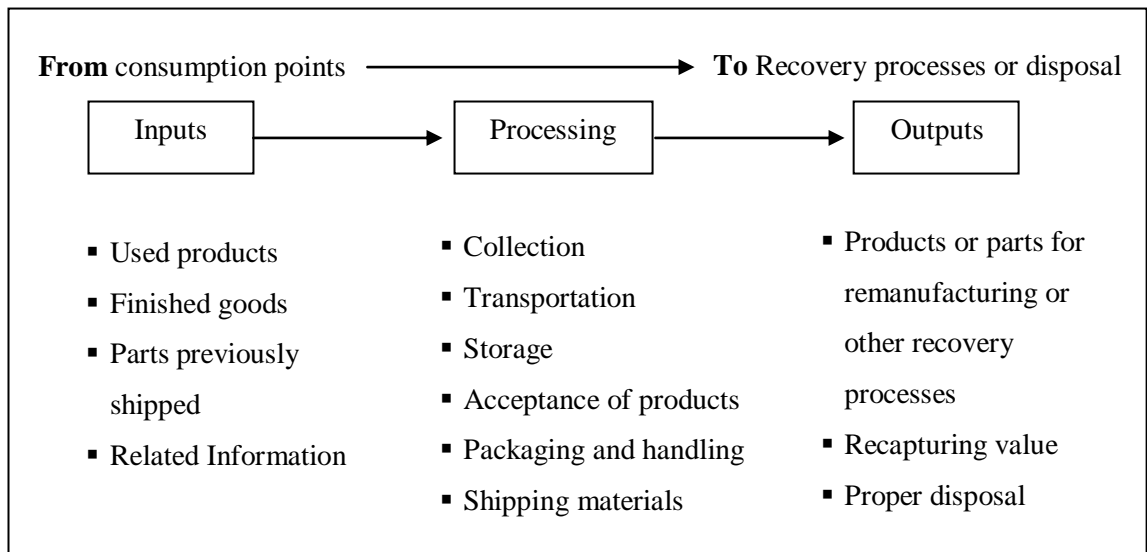 From consumption points
To Recovery processes or disposal
Inputs
Processing
Outputs
▪ Used products
▪ Finished goods
▪ Parts previously
shipped
▪ Related Information
▪ Collection
▪ Transportation
▪ Storage
▪ Acceptance of products
▪ Packaging and handling
▪ Shipping materials
▪ Products or parts for
remanufacturing or
other recovery
processes
▪ Recapturing value
▪ Proper disposal